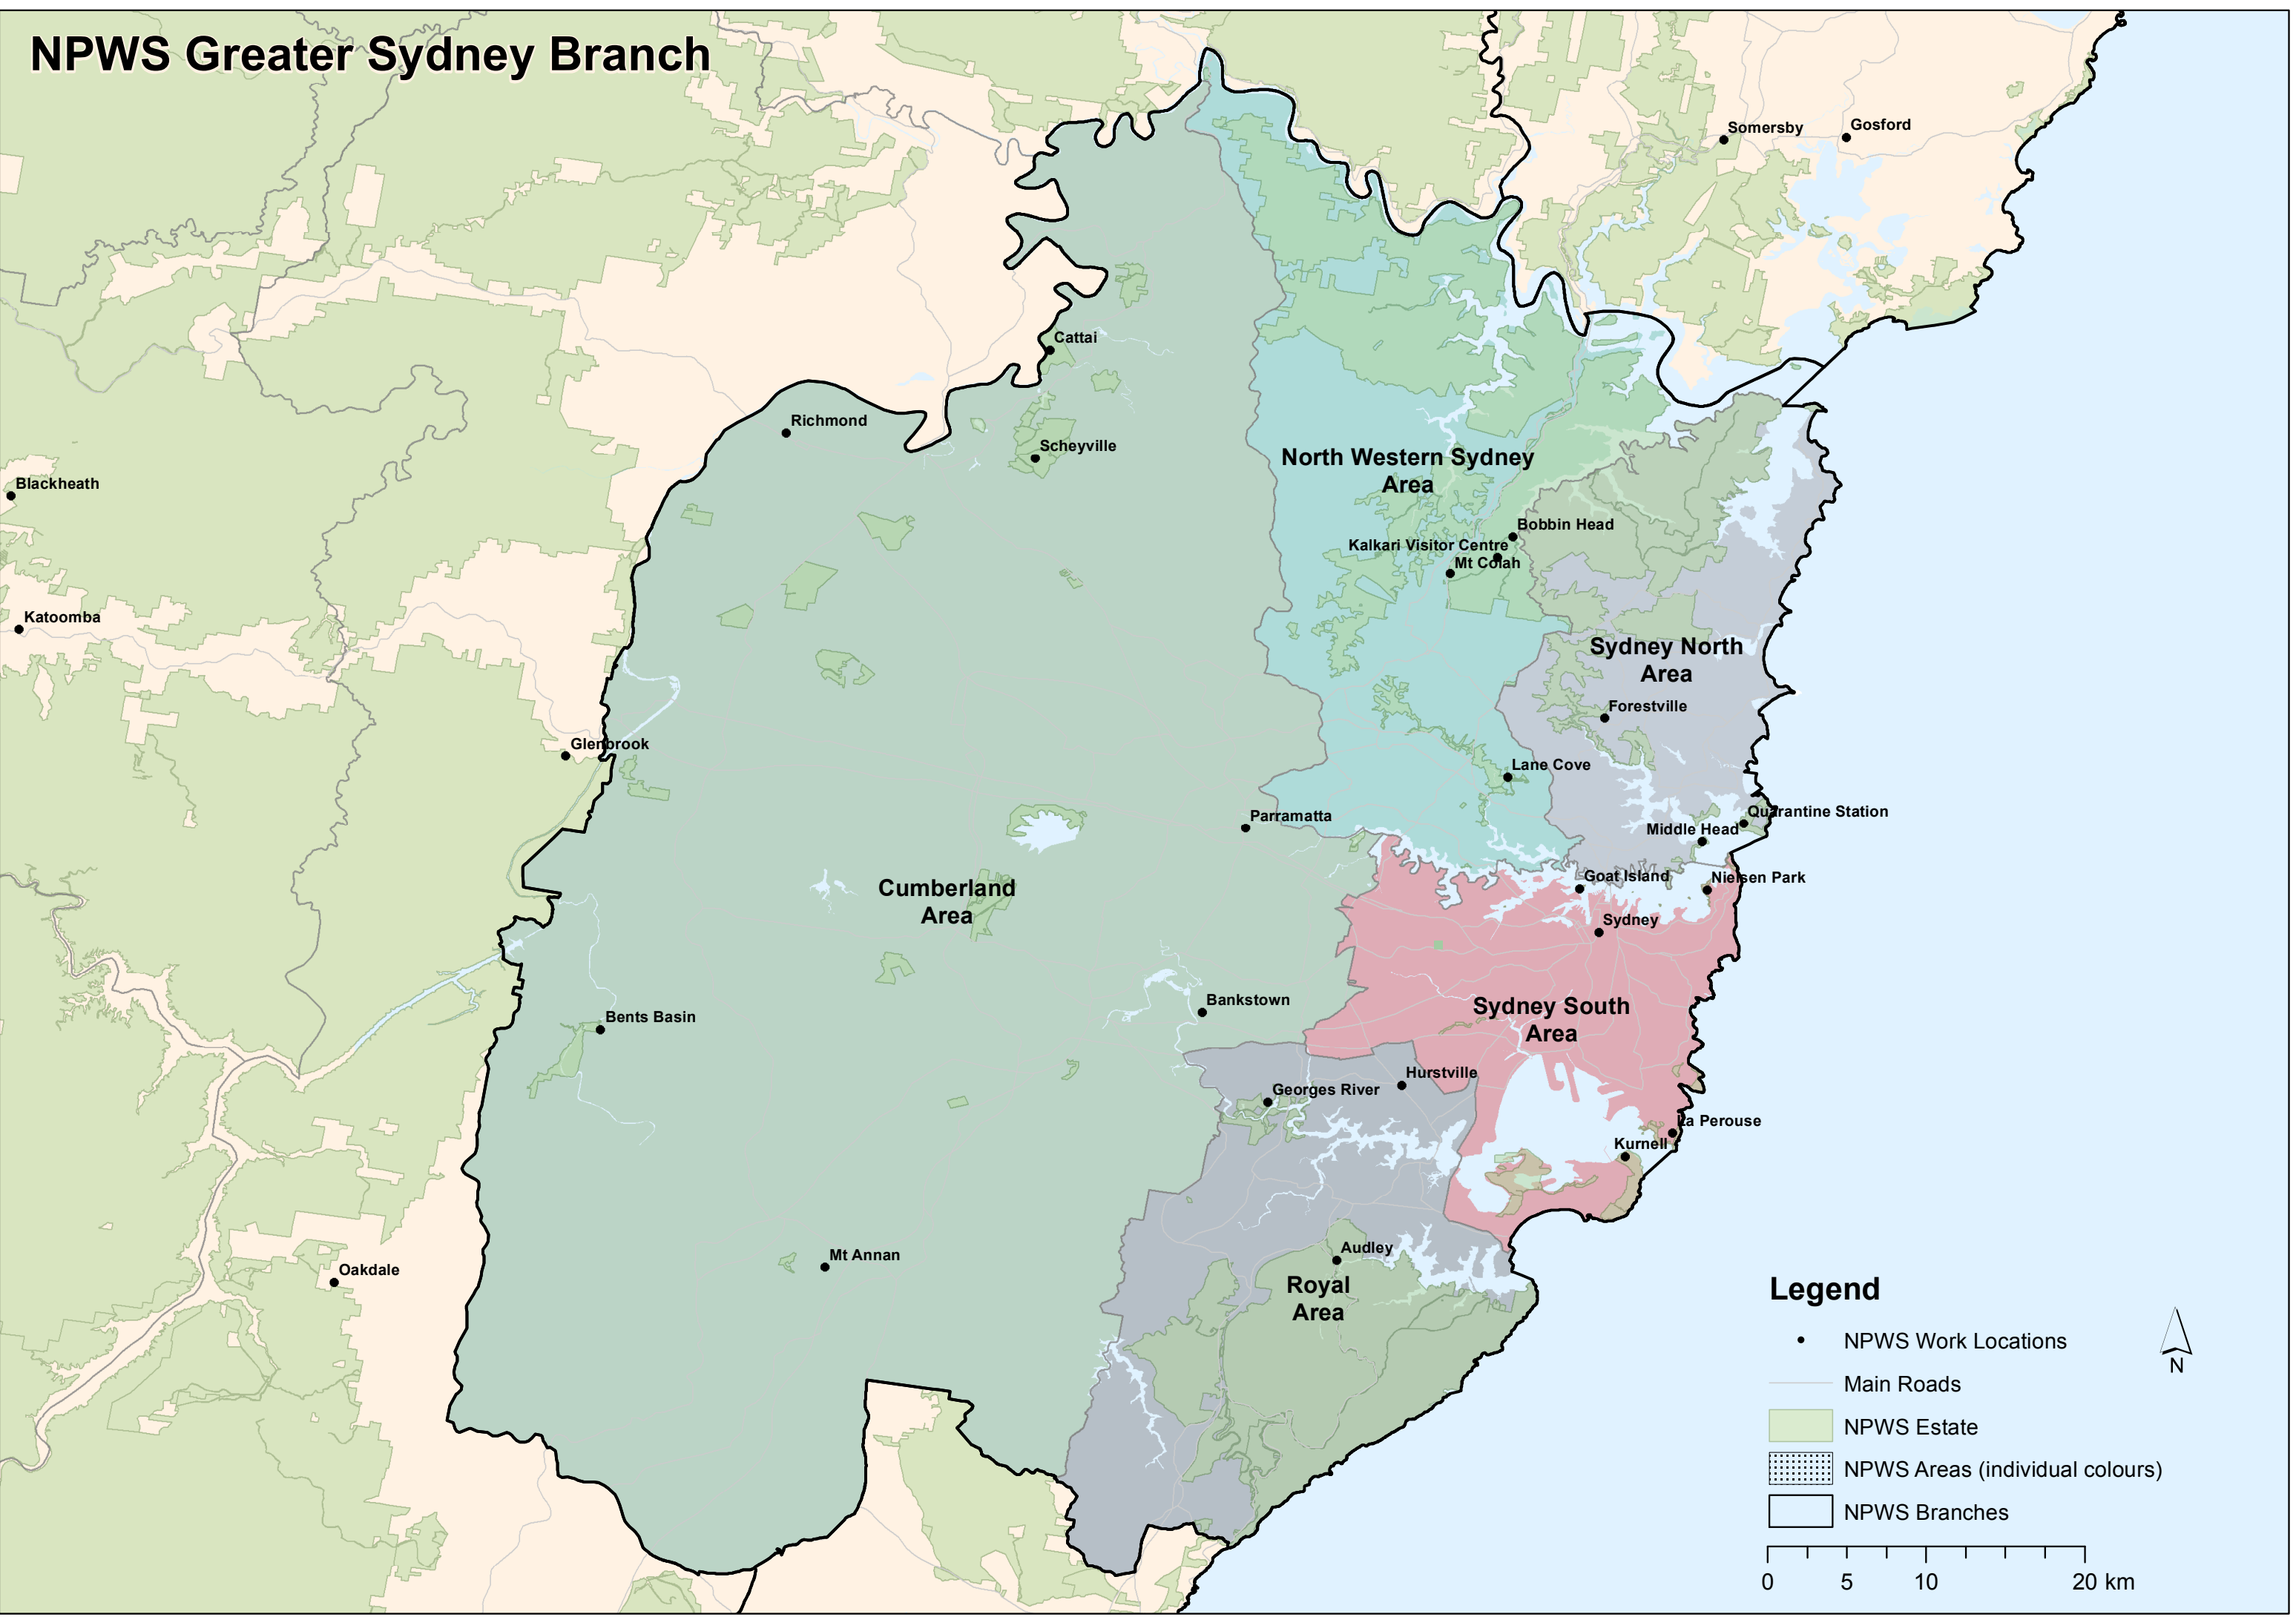 NPWS Greater Sydney Branch
Somersby
Gosford
Cattai
Richmond
Scheyville
North Western Sydney
Area
Blackheath
Bobbin Head
Kalkari Visitor Centre
Mt Colah
Katoomba
Sydney North
Area
Forestville
Glenbrook
Lane Cove
Parramatta
Quarantine Station
Middle Head
Cumberland
Area
Goat Island
Nielsen Park
Sydney
Bankstown
Sydney South
Area
Bents Basin
Hurstville
Georges River
La Perouse
Kurnell
Audley
Mt Annan
Oakdale
Royal
Area
Legend
NPWS Work Locations
Main Roads
NPWS Estate
NPWS Areas (individual colours)
NPWS Branches
N
0 5 10 20 km